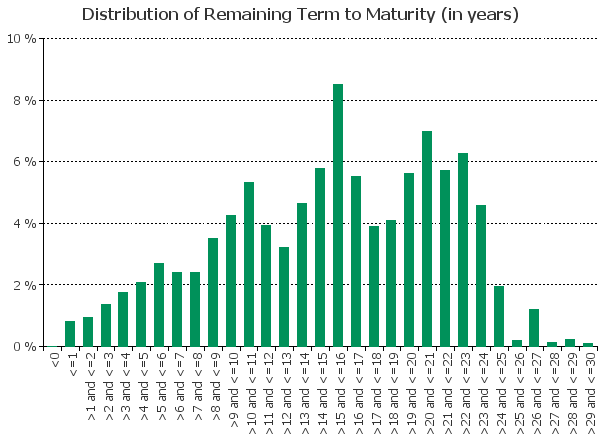 Distribution of Remaining Term to Maturity (in years)
10 %
8 %
6 %
4 %
2 %
0 %
<0
<=1
>1 and <=2
>2 and <=3
>3 and <=4
>4 and <=5
>5 and <=6
>6 and <=7
>7 and <=8
>8 and <=9
>9 and <=10
>10 and <=11
>11 and <=12
>12 and <=13
>13 and <=14
>14 and <=15
>15 and <=16
>16 and <=17
>17 and <=18
>18 and <=19
>19 and <=20
>20 and <=21
>21 and <=22
>22 and <=23
>23 and <=24
>24 and <=25
>25 and <=26
>26 and <=27
>27 and <=28
>28 and <=29
>29 and <=30